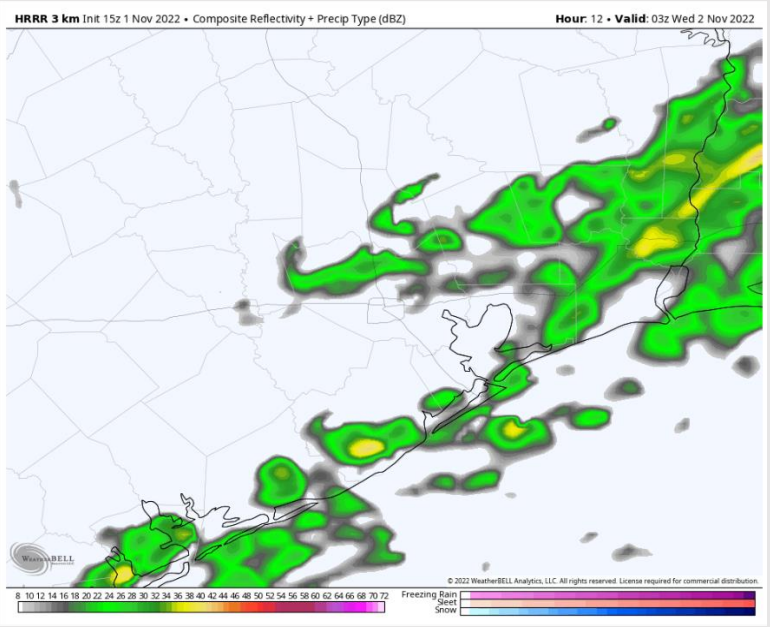 HRRR 3 km Init 15z 1 Nov 2022 • Composite Reflectivity + Precip Type (dBZ)
Hour: 12 • Valid: 03z Wed 2 Nov 2022
WeatherBELL
© 2022 WeatherBELL Analytics, LLC. All rights reserved. License required for commercial distribution.
8 10 12 14 16 18 20 22 24 26 28 30 32 34 36 38 40 42 44 46 48 50 52 54 56 58 60 62 64 66 68 70 72
Freezing Rain
Sleet
Snow